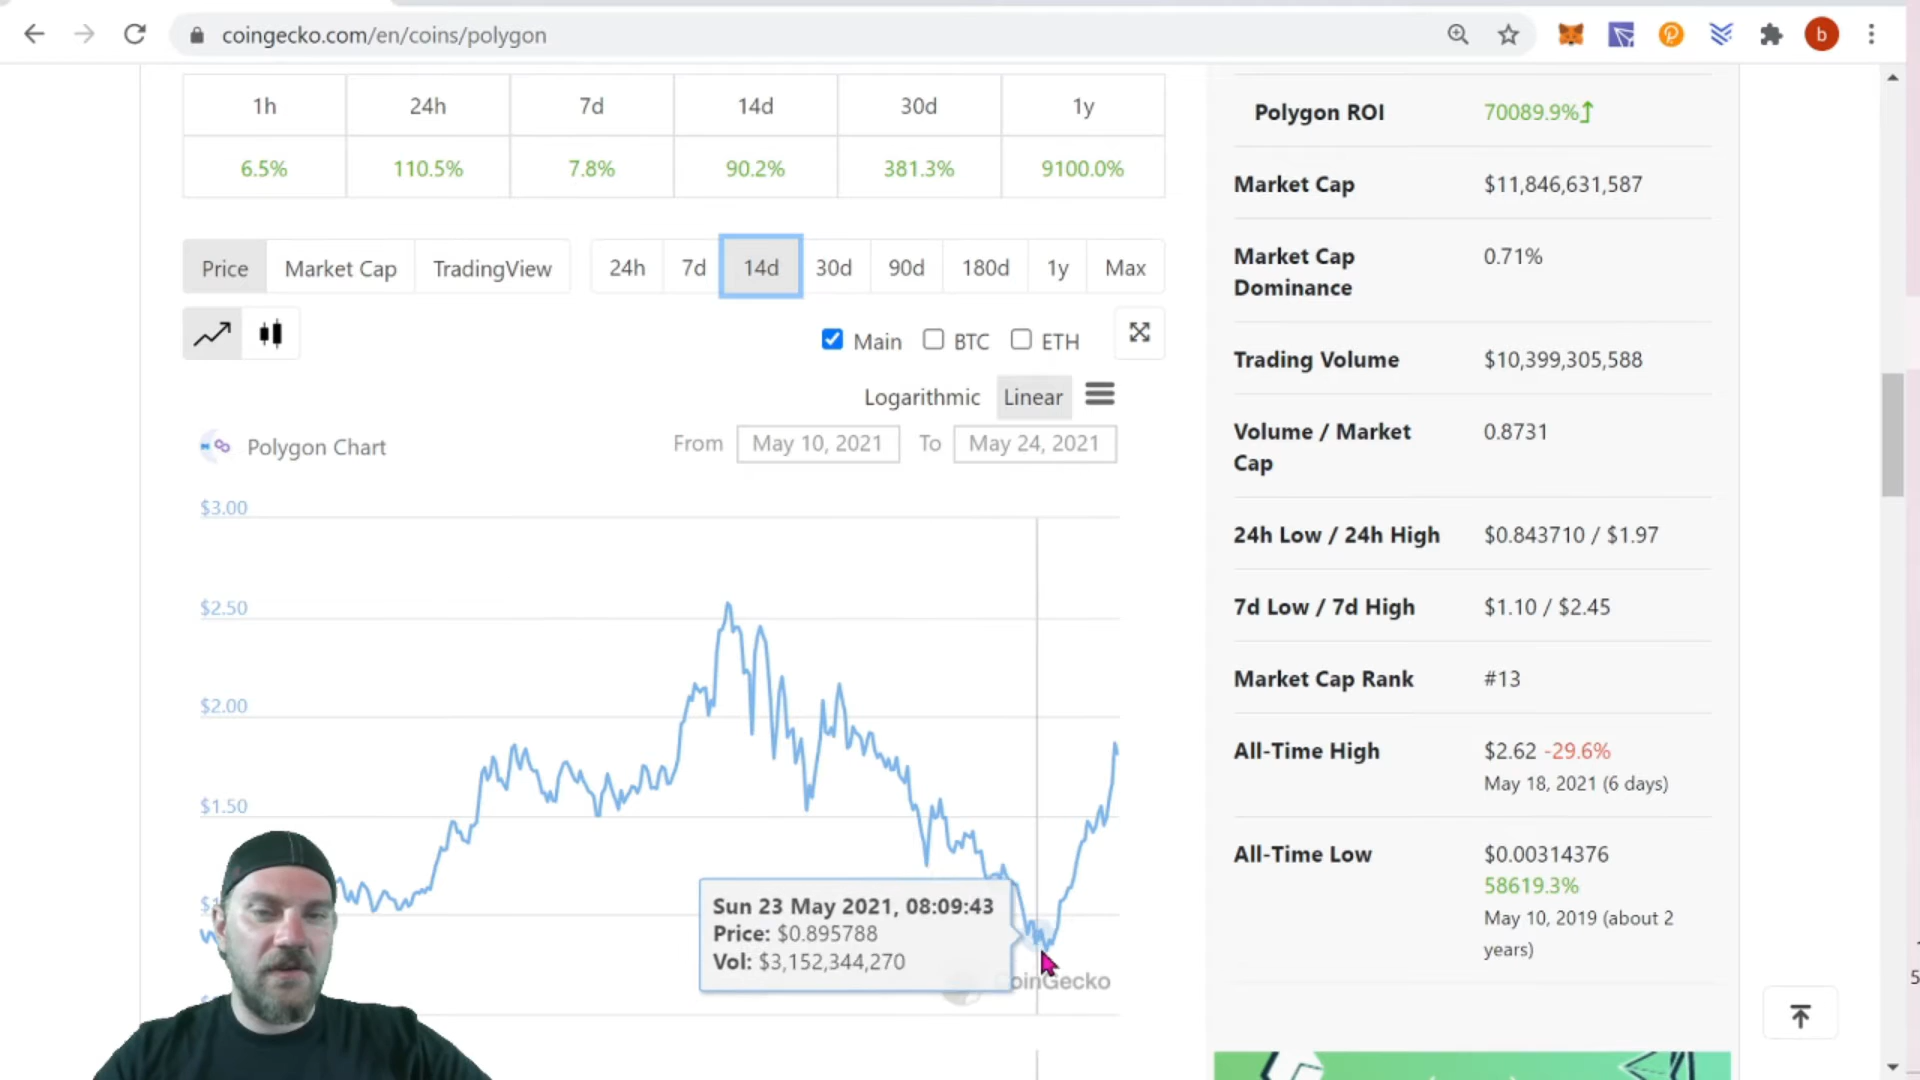 coingecko.com/en/coins/polygon
b
1h 24h 7d 14d 30d 1y
6.5% 110.5% 7.8% 90.2% 381.3% 9100.0%
Price Market Cap TradingView 24h 7d 14d 30d 90d 180d 1y Max
Main BTC ETH
Logarithmic Linear
Polygon Chart From May 10, 2021 To May 24, 2021
$3.00
$2.50
$2.00
$1.50
Sun 23 May 2021, 08:09:43
Price: $0.895788
Vol: $3,152,344,270
CoinGecko
Polygon ROI 70089.9%
Market Cap $11,846,631,587
Market Cap 0.71%
Dominance
Trading Volume $10,399,305,588
Volume / Market 0.8731
Cap
24h Low / 24h High $0.843710 / $1.97
7d Low / 7d High $1.10 / $2.45
Market Cap Rank #13
All-Time High $2.62 -29.6%
May 18, 2021 (6 days)
All-Time Low $0.00314376
58619.3%
May 10, 2019 (about 2
years)